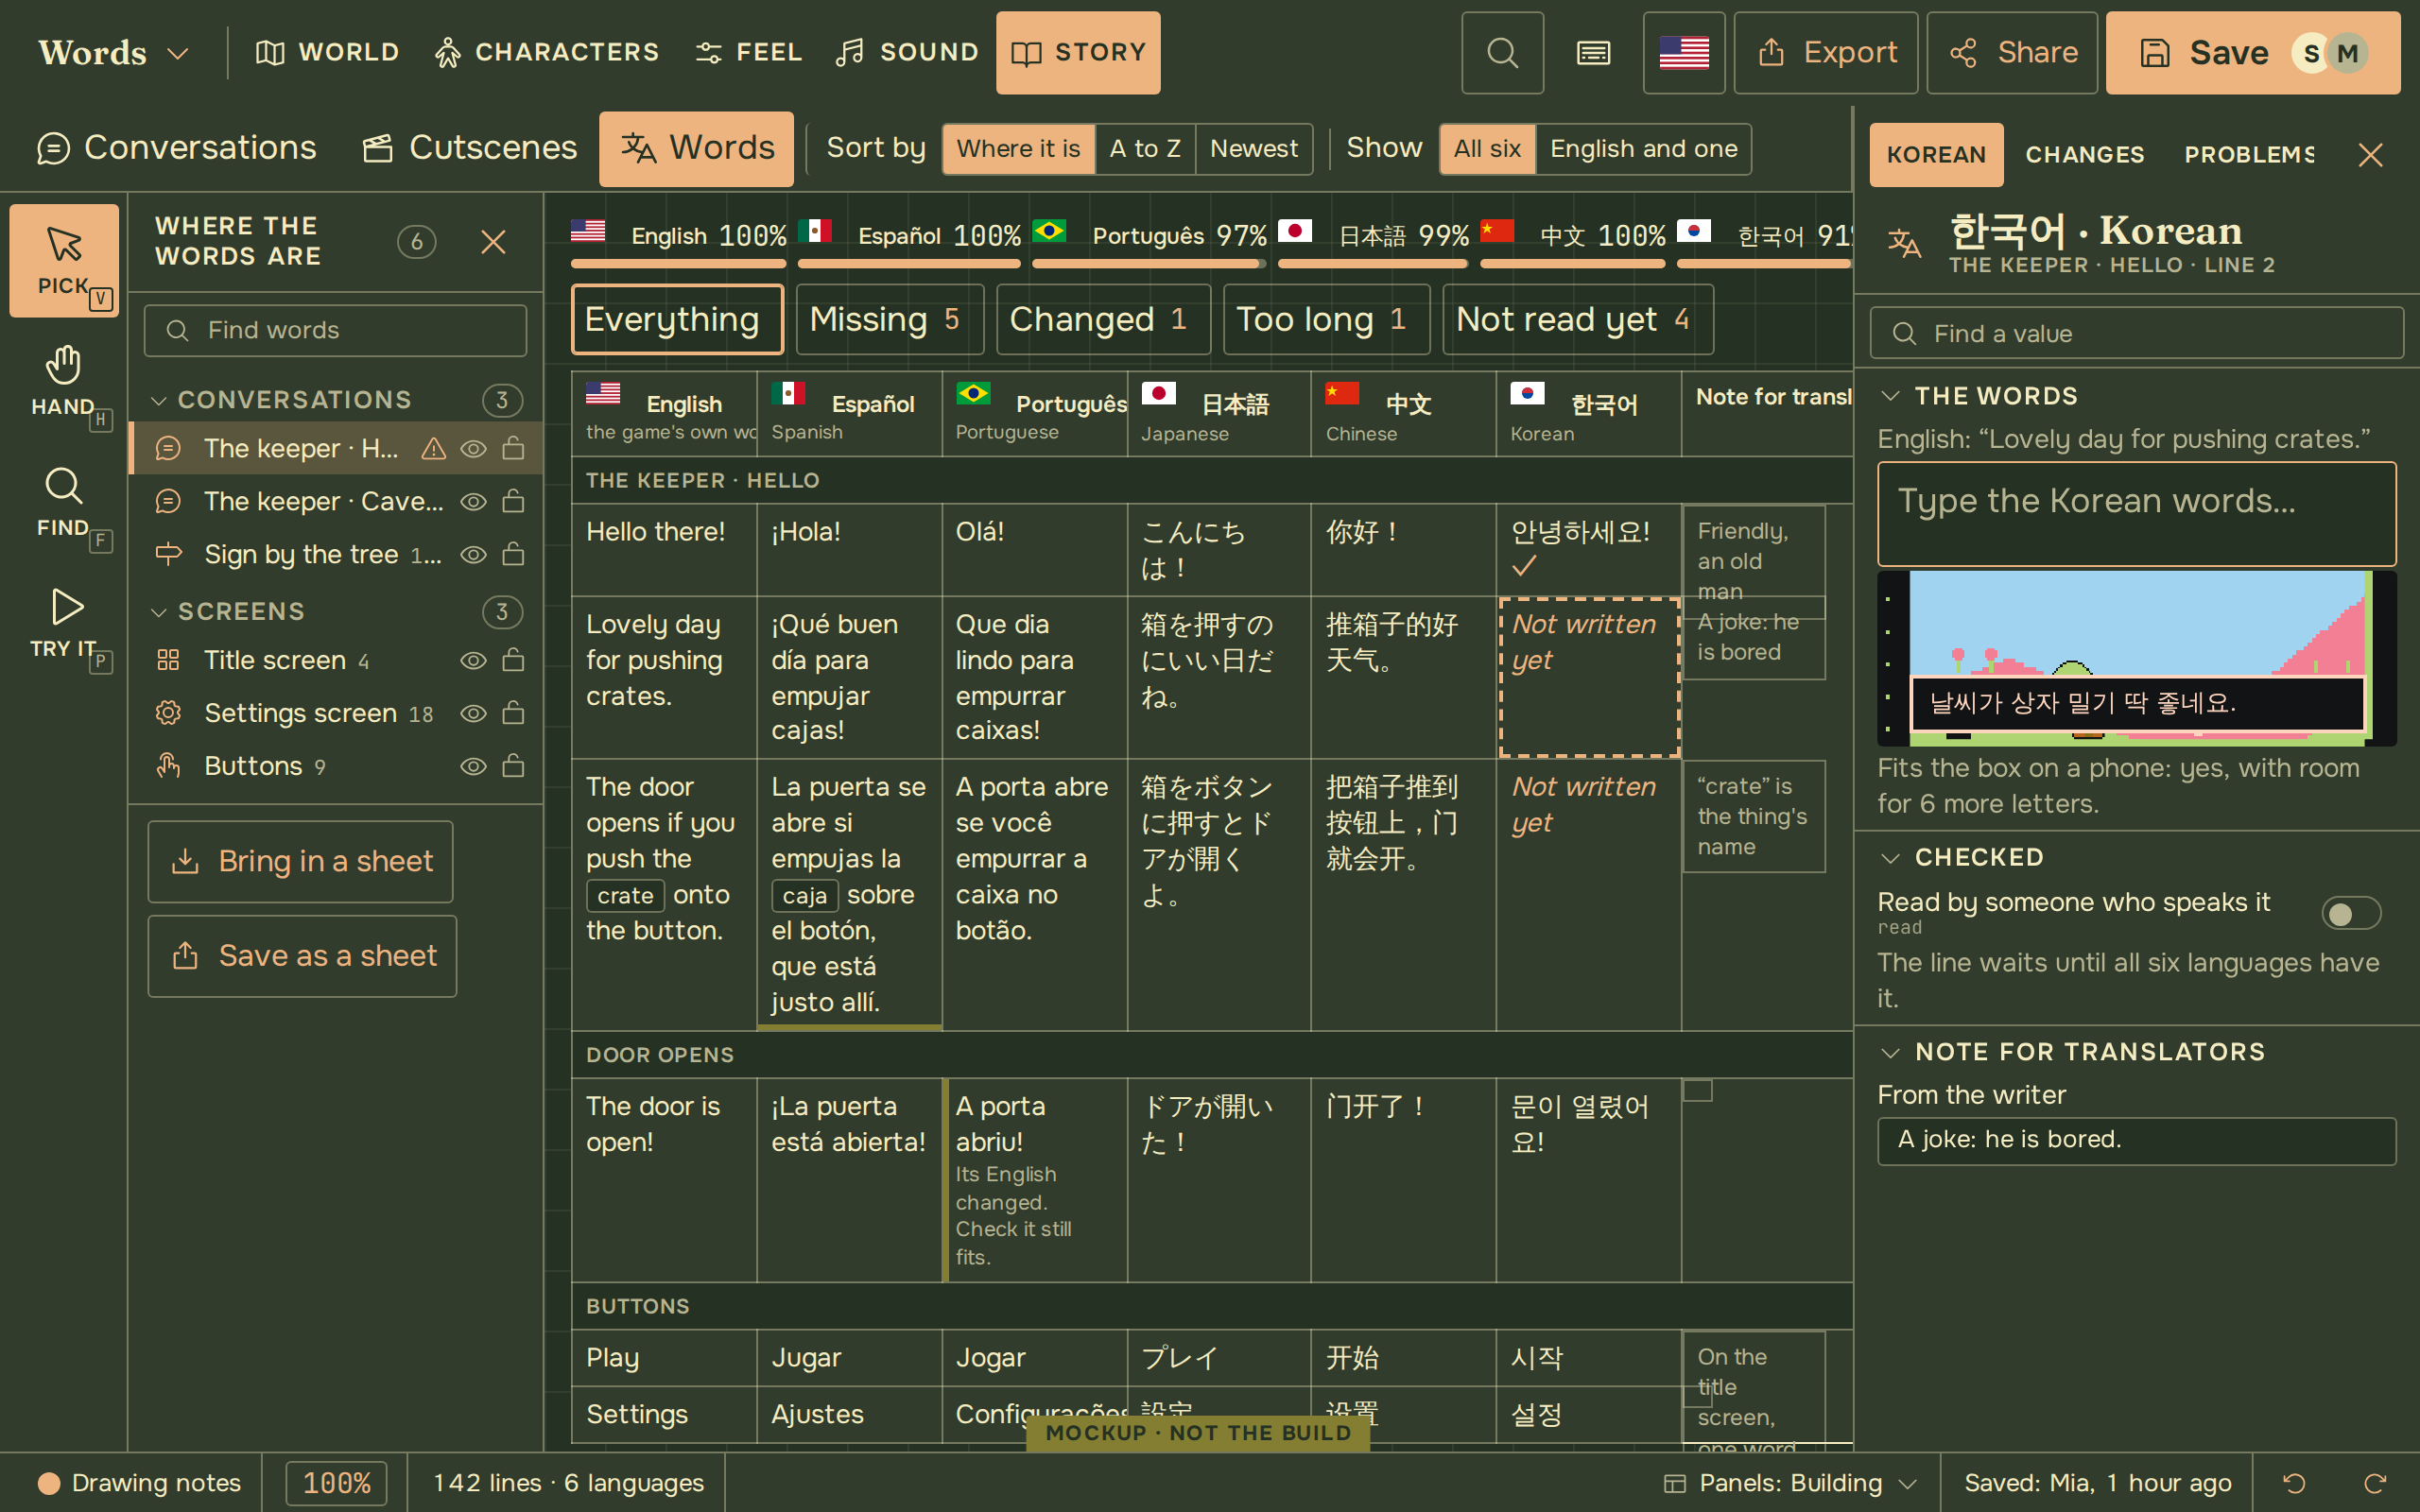 Words
WORLD
CHARACTERS
FEEL
SOUND
STORY
Export
Share
Save
S
M
Conversations
Cutscenes
Words
Sort by
Where it is
A to Z
Newest
Show
All six
English and one
KOREAN
CHANGES
PROBLEMS
PICK
V
HAND
H
FIND
F
TRY IT
P
WHERE THE
WORDS ARE
6
Find words
CONVERSATIONS
3
The keeper · H...
The keeper · Cave...
Sign by the tree 1...
SCREENS
3
Title screen 4
Settings screen 18
Buttons 9
Bring in a sheet
Save as a sheet
English 100%
Español 100%
Português 97%
日本語 99%
中文 100%
한국어 91%
Everything
Missing 5
Changed 1
Too long 1
Not read yet 4
English
the game's own wo
Español
Spanish
Português
Portuguese
日本語
Japanese
中文
Chinese
한국어
Korean
Note for transl
THE KEEPER · HELLO
Hello there!
¡Hola!
Olá!
こんにち
は！
你好！
안녕하세요!
Friendly,
an old
man
Lovely day
for pushing
crates.
¡Qué buen
día para
empujar
cajas!
Que dia
lindo para
empurrar
caixas!
箱を押すの
にいい日だ
ね。
推箱子的好
天气。
Not written
yet
A joke: he
is bored
The door
opens if you
push the
crate onto
the button.
La puerta se
abre si
empujas la
caja sobre
el botón,
que está
justo allí.
A porta abre
se você
empurrar a
caixa no
botão.
箱をボタン
に押すとド
アが開く
よ。
把箱子推到
按钮上，门
就会开。
Not written
yet
“crate” is
the thing's
name
DOOR OPENS
The door is
open!
¡La puerta
está abierta!
A porta
abriu!
Its English
changed.
Check it still
fits.
ドアが開い
た！
门开了！
문이 열렸어
요!
BUTTONS
Play
Jugar
Jogar
プレイ
开始
시작
On the
title
screen,
one word
Settings
Ajustes
Configurações
設定
设置
설정
MOCKUP · NOT THE BUILD
한국어 · Korean
THE KEEPER · HELLO · LINE 2
Find a value
THE WORDS
English: “Lovely day for pushing crates.”
Type the Korean words...
날씨가 상자 밀기 딱 좋네요.
Fits the box on a phone: yes, with room
for 6 more letters.
CHECKED
Read by someone who speaks it
read
The line waits until all six languages have
it.
NOTE FOR TRANSLATORS
From the writer
A joke: he is bored.
Drawing notes
100%
142 lines · 6 languages
Panels: Building
Saved: Mia, 1 hour ago